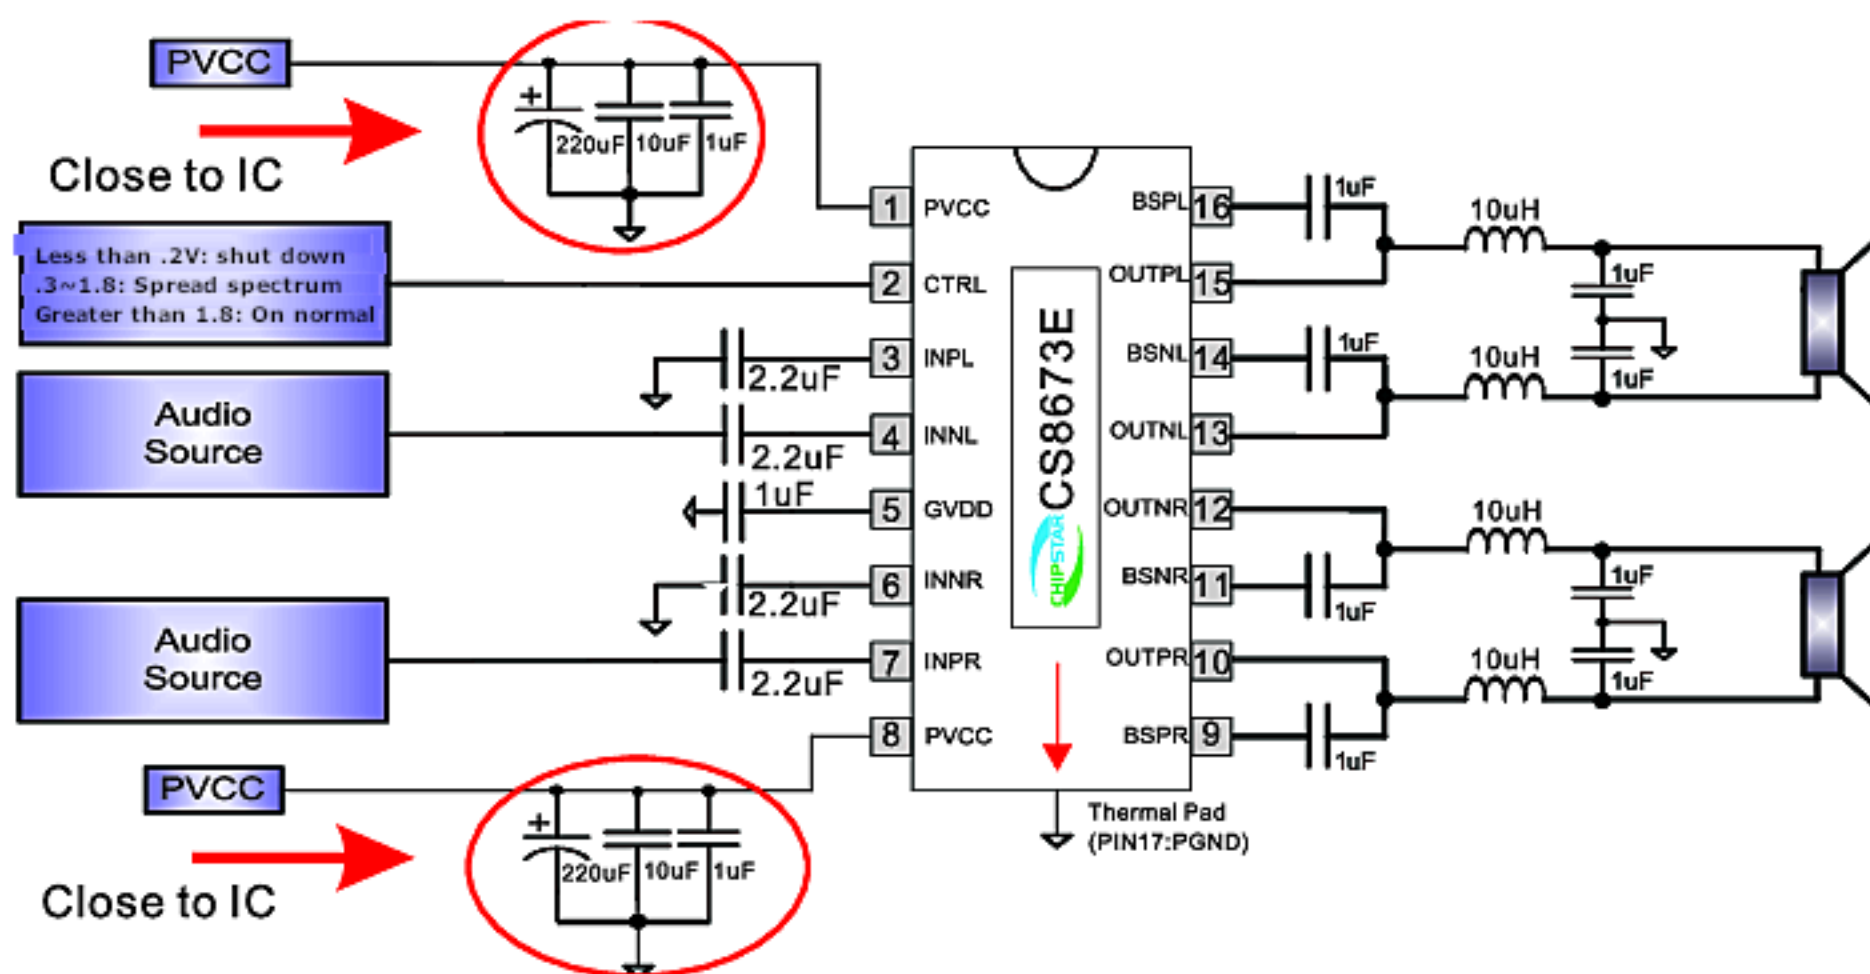 PVCC
220uF 10uF 1uF
Close to IC
Less than .2V: shut down
.3~1.8: Spread spectrum
Greater than 1.8: On normal
Audio
Source
Audio
Source
PVCC
220uF 10uF 1uF
Close to IC
2.2uF
2.2uF
1uF
2.2uF
2.2uF
1 PVCC
2 CTRL
3 INPL
4 INNL
5 GVDD
6 INNR
7 INPR
8 PVCC
CS8673E
CHIPSTAR
BSPL 16
OUTPL 15
BSNL 14
OUTNL 13
OUTNR 12
BSNR 11
OUTPR 10
BSPR 9
Thermal Pad
(PIN17:PGND)
1uF
10uH
1uF
1uF
10uH
1uF
10uH
1uF
1uF
10uH
1uF
1uF